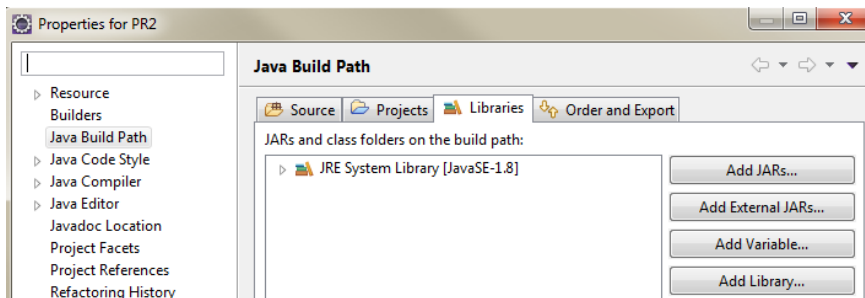 Properties for PR2
Java Build Path
Resource
Builders
Java Build Path
Java Code Style
Java Compiler
Java Editor
Javadoc Location
Project Facets
Project References
Refactoring History
Source Projects Libraries Order and Export
JARs and class folders on the build path:
JRE System Library [JavaSE-1.8]
Add JARs...
Add External JARs...
Add Variable...
Add Library...